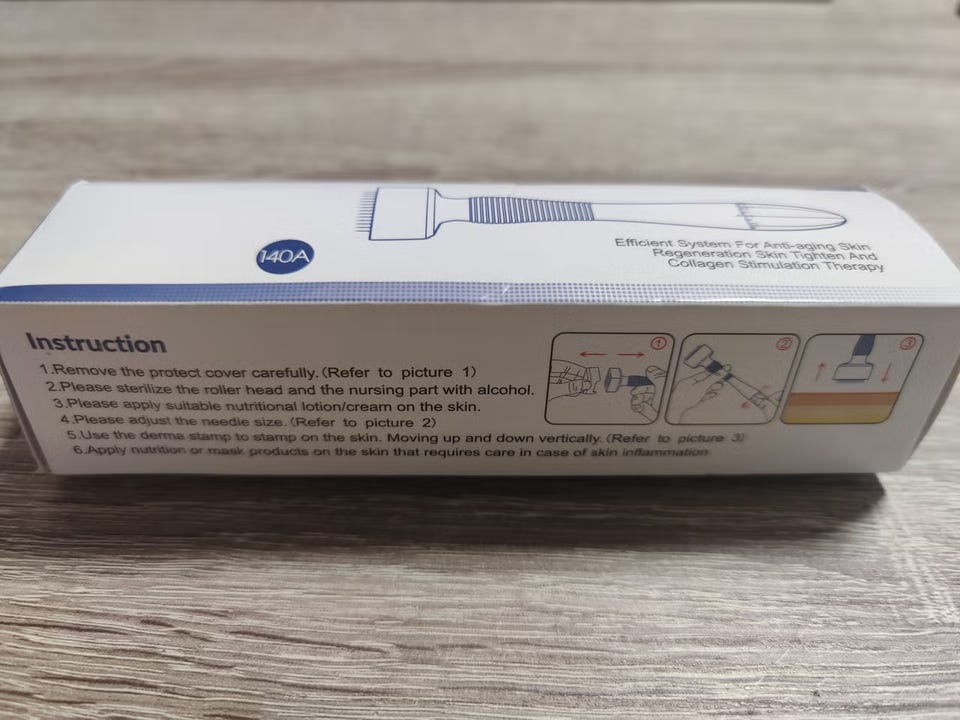 140A
Efficient System For Anti-aging Skin
Regeneration Skin Tighten And
Collagen Stimulation Therapy
Instruction
1.Remove the protect cover carefully.(Refer to picture 1)
2.Please sterilize the roller head and the nursing part with alcohol.
3.Please apply suitable nutritional lotion/cream on the skin.
4.Please adjust the needle size.(Refer to picture 2)
5.Use the derma stamp to stamp on the skin. Moving up and down vertically.(Refer to picture 3)
6.Apply nutrition or mask products on the skin that requires care in case of skin inflammation
①
②
③